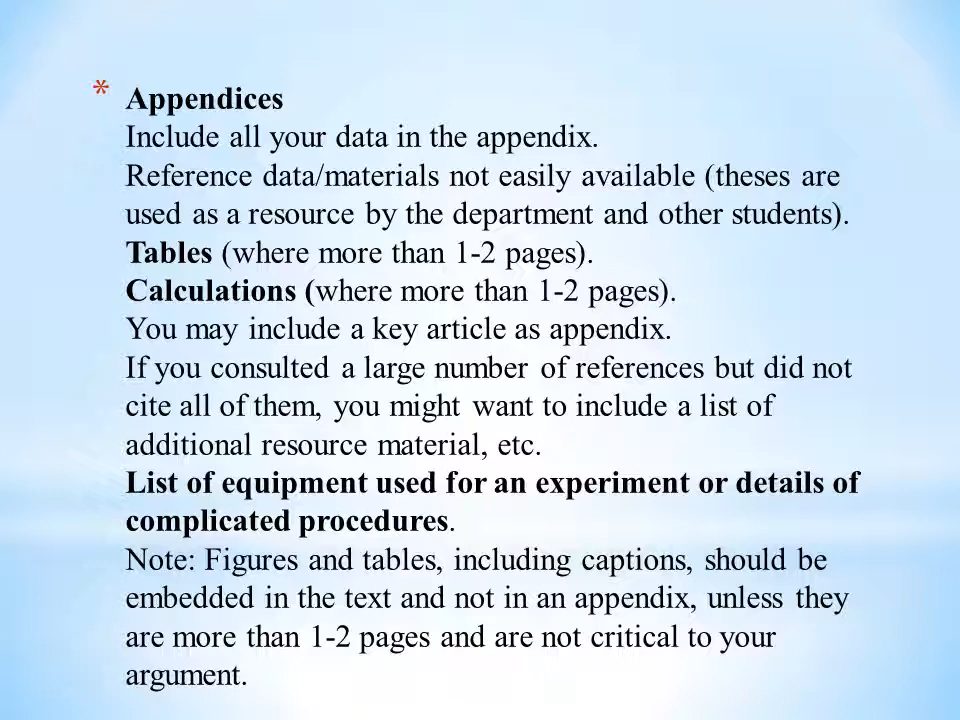 * Appendices
Include all your data in the appendix.
Reference data/materials not easily available (theses are
used as a resource by the department and other students).
Tables (where more than 1-2 pages).
Calculations (where more than 1-2 pages).
You may include a key article as appendix.
If you consulted a large number of references but did not
cite all of them, you might want to include a list of
additional resource material, etc.
List of equipment used for an experiment or details of
complicated procedures.
Note: Figures and tables, including captions, should be
embedded in the text and not in an appendix, unless they
are more than 1-2 pages and are not critical to your
argument.